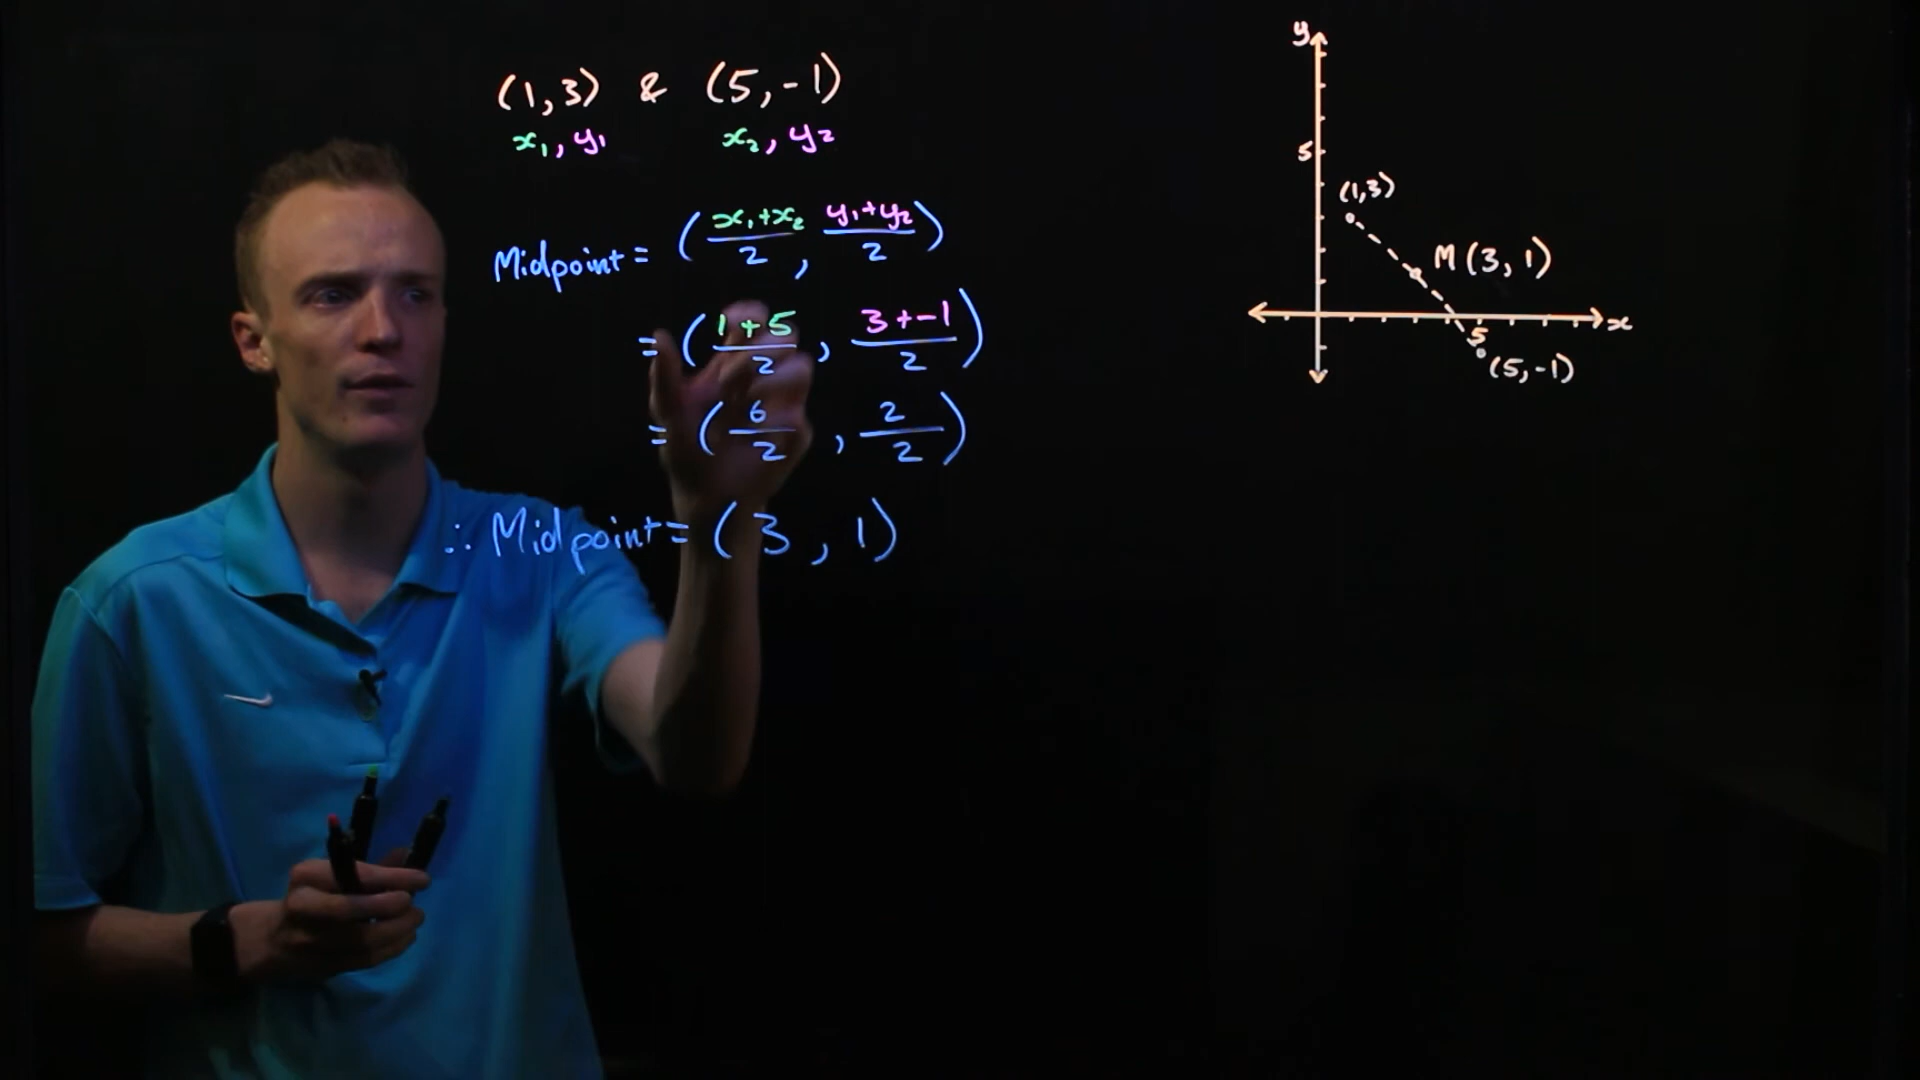 (1,3) & (5,-1)
x₁, y₁ x₂, y₂
Midpoint = (x₁+x₂/2, y₁+y₂/2)
= (1+5/2, 3+-1/2)
= (6/2, 2/2)
∴ Midpoint = (3, 1)
y
5
(1,3)
M(3, 1)
x
5
(5,-1)